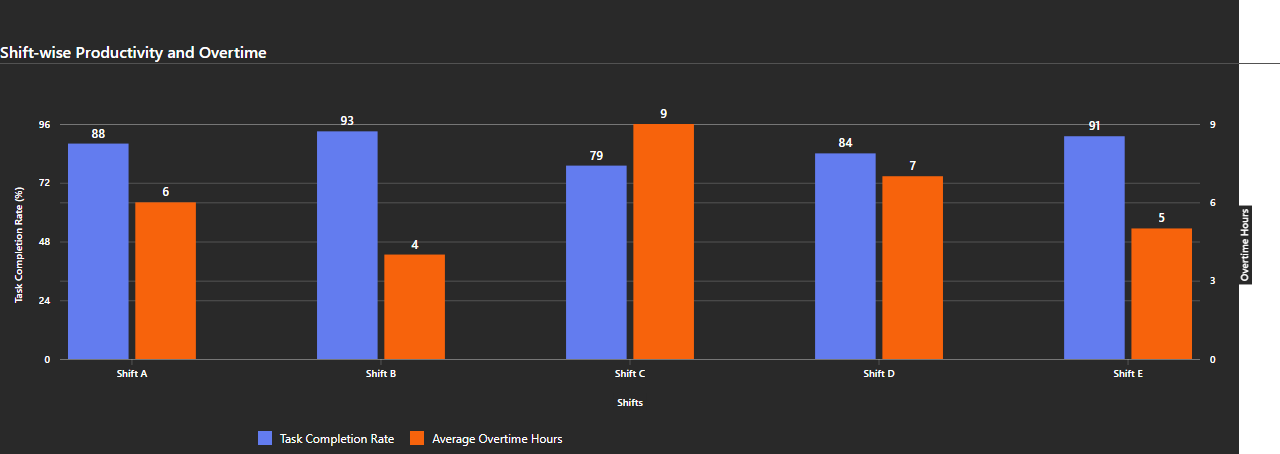 Shift-wise Productivity and Overtime
88
93
79
9
84
91
6
4
7
5
96
72
48
24
0
Task Completion Rate (%)
9
6
3
0
Overtime Hours
Shift A
Shift B
Shift C
Shift D
Shift E
Shifts
Task Completion Rate
Average Overtime Hours